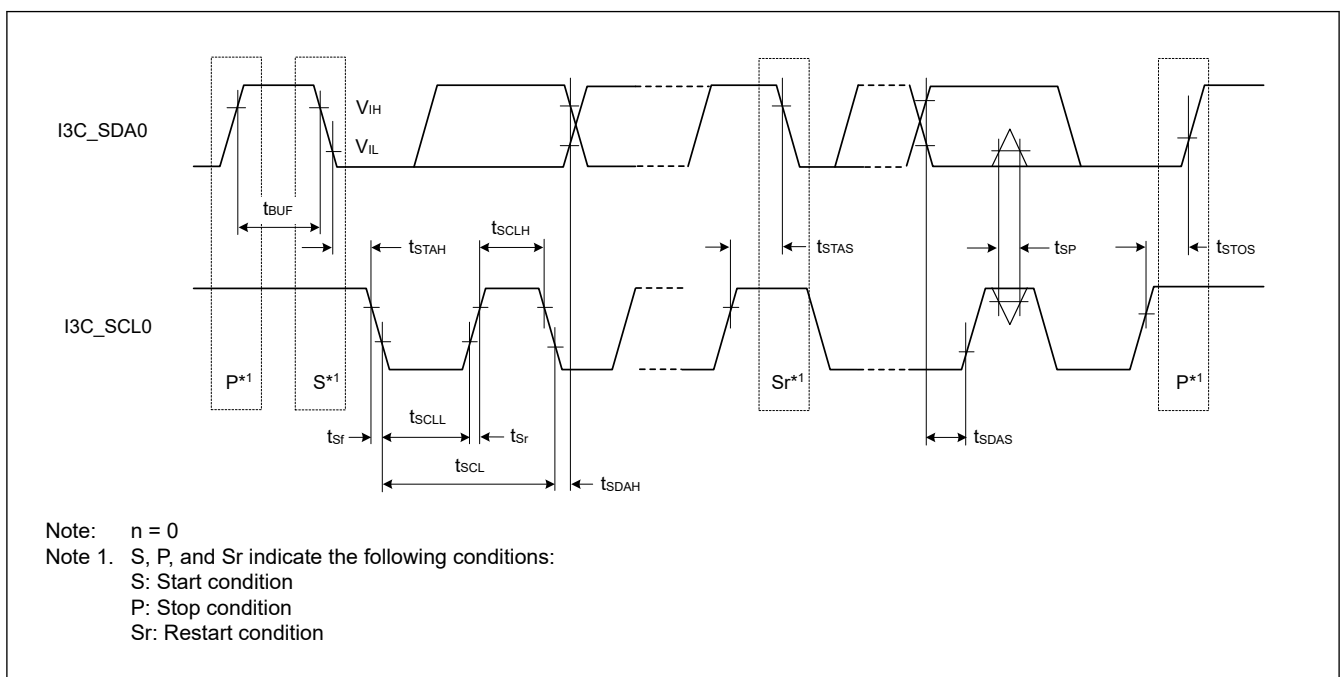 I3C_SDA0
VIH
VIL
tBUF
tSTAH
tSCLH
tSTAS
tSP
tSTOS
I3C_SCL0
P*1
S*1
Sr*1
P*1
tSf
tSCLL
tSr
tSDAS
tSCL
tSDAH
Note: n = 0
Note 1. S, P, and Sr indicate the following conditions:
S: Start condition
P: Stop condition
Sr: Restart condition